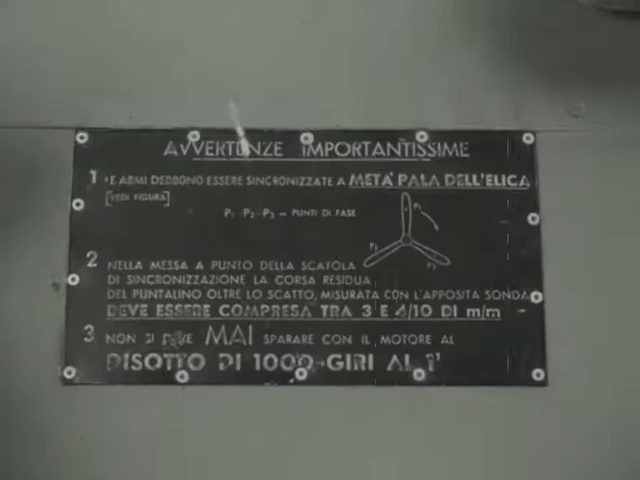 AVVERTENZE IMPORTANTISSIME
1 LE ARMI DEBBONO ESSERE SINCRONIZZATE A METÀ PALA DELL'ELICA
[VEDI FIGURA]
P1 - P2 - P3 = PUNTI DI FASE
P1
P3
P2
2 NELLA MESSA A PUNTO DELLA SCATOLA
DI SINCRONIZZAZIONE LA CORSA RESIDUA
DEL PUNTALINO OLTRE LO SCATTO, MISURATA CON L'APPOSITA SONDA
DEVE ESSERE COMPRESA TRA 3 E 4/10 DI m/m
3 NON SI DEVE MAI SPARARE CON IL MOTORE AL
DISOTTO DI 1000 GIRI AL 1'